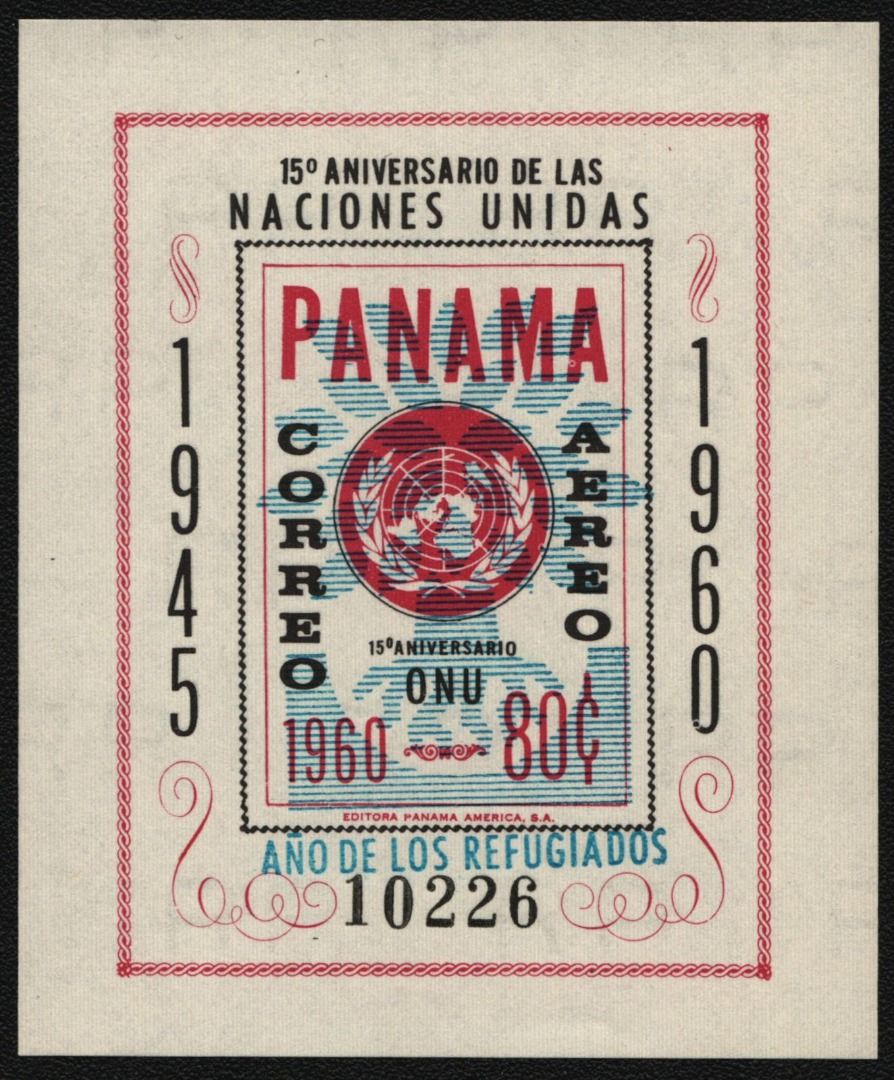 15º ANIVERSARIO DE LAS
NACIONES UNIDAS
1945
1960
PANAMA
CORREO
AEREO
15º ANIVERSARIO
ONU
1960
80¢
EDITORA PANAMA AMERICA, S.A.
AÑO DE LOS REFUGIADOS
10226